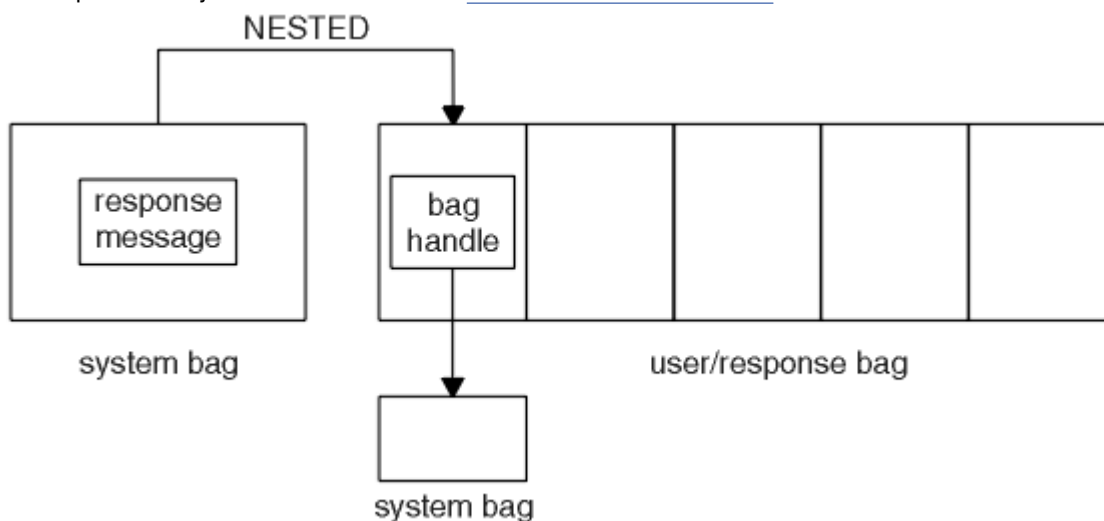 NESTED
response
message
bag
handle
system bag
user/response bag
system bag